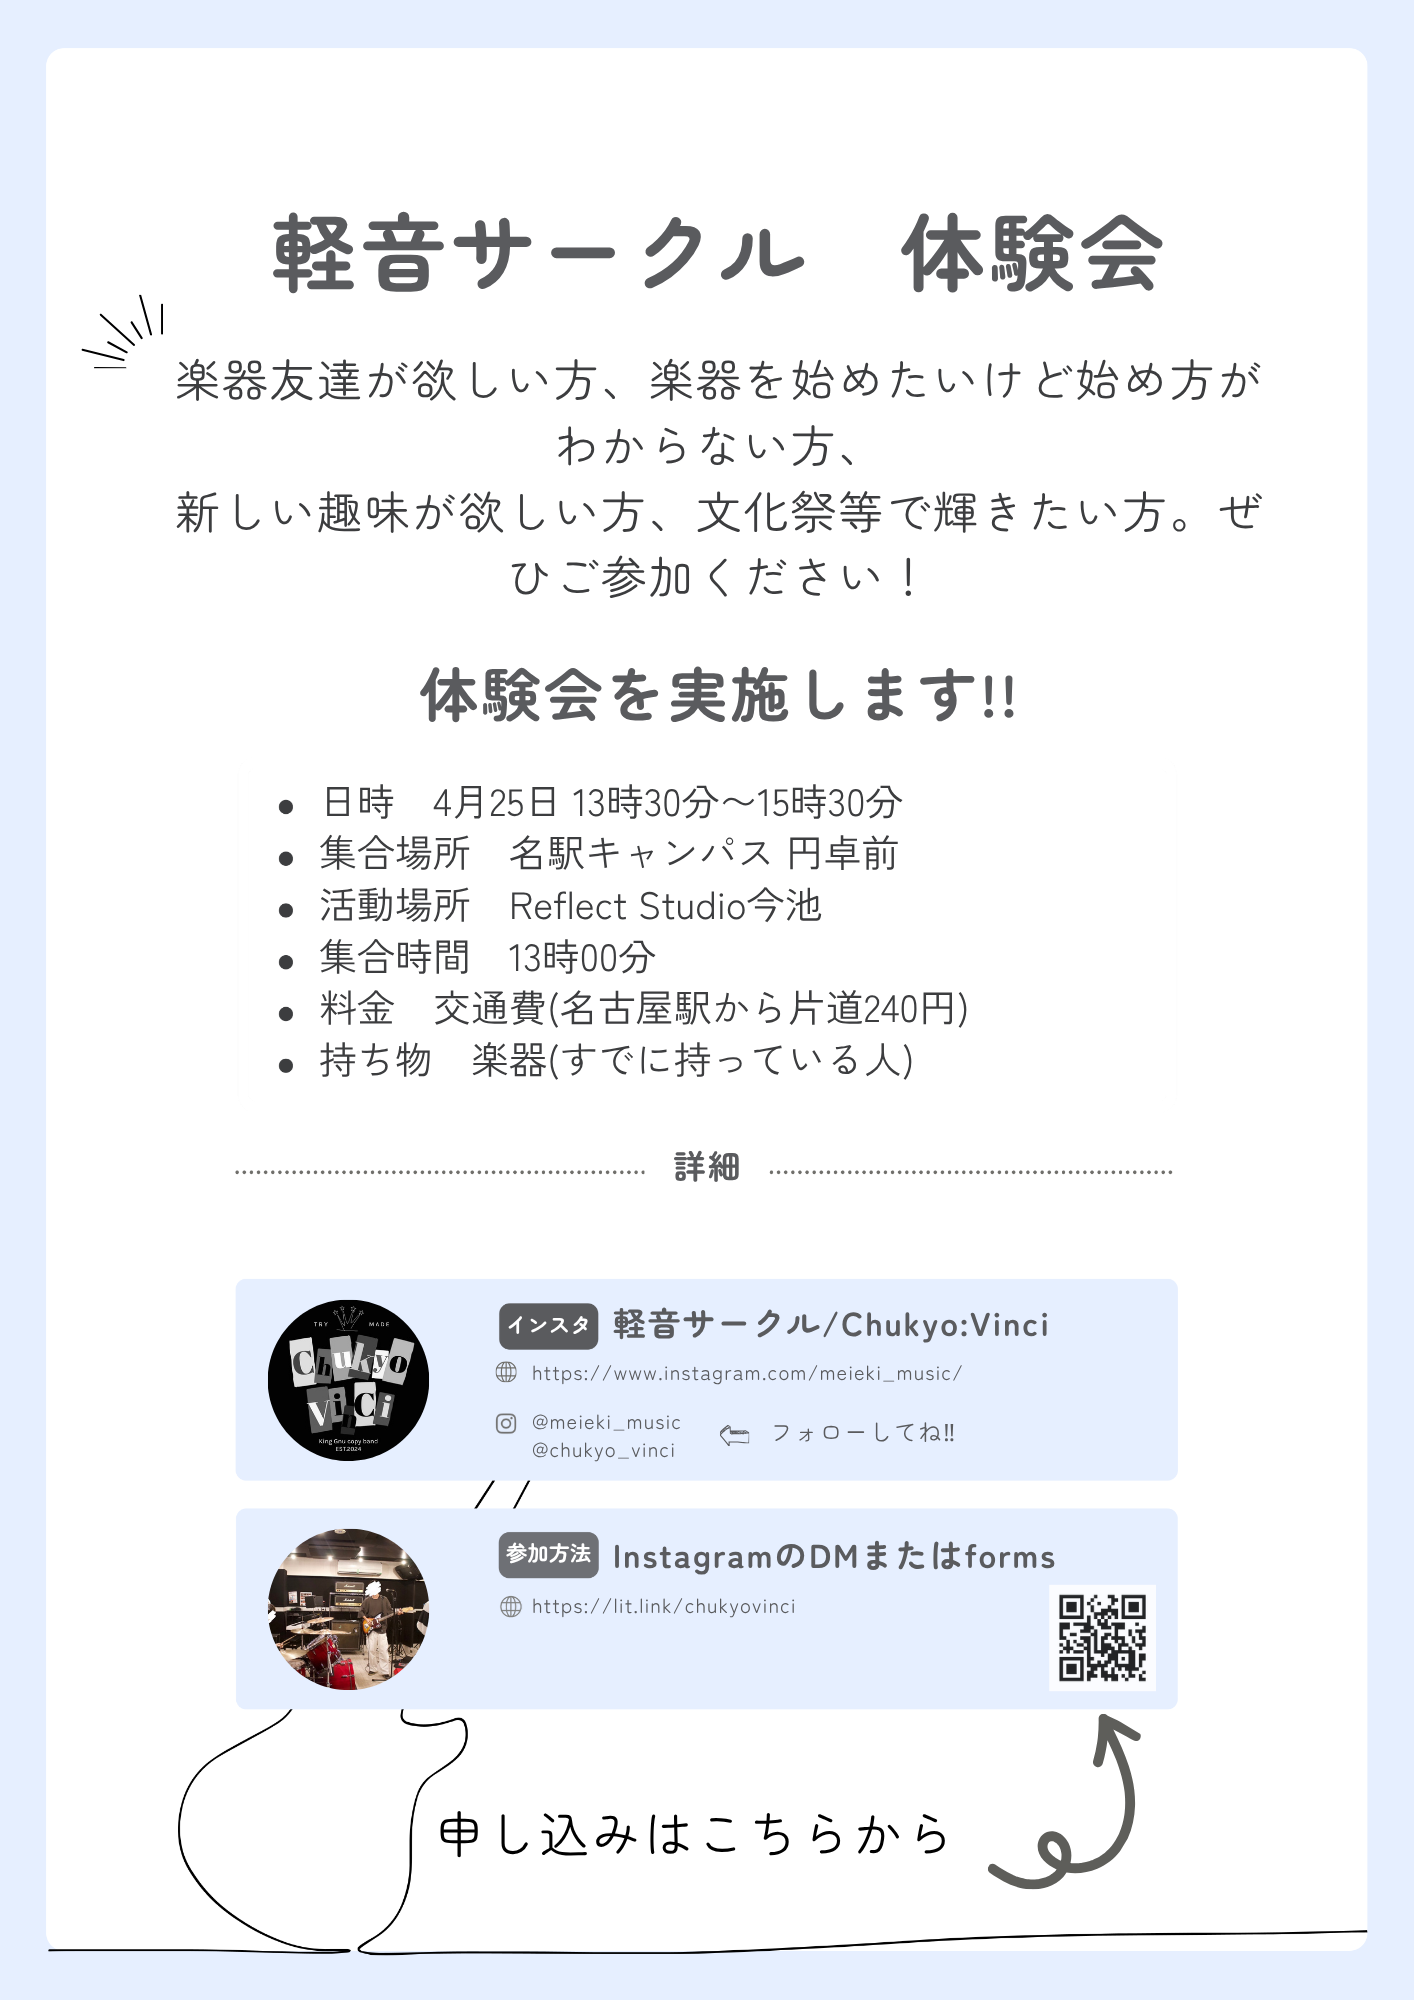 軽音サークル　体験会
楽器友達が欲しい方、楽器を始めたいけど始め方が
わからない方、
新しい趣味が欲しい方、文化祭等で輝きたい方。ぜ
ひご参加ください！
体験会を実施します!!
● 日時　4月25日 13時30分〜15時30分
● 集合場所　名駅キャンパス 円卓前
● 活動場所　Reflect Studio今池
● 集合時間　13時00分
● 料金　交通費(名古屋駅から片道240円)
● 持ち物　楽器(すでに持っている人)
詳細
TRY MADE
Chukyo
Vinci
King Gnu copy band
EST.2024
インスタ 軽音サークル/Chukyo:Vinci
https://www.instagram.com/meieki_music/
@meieki_music
@chukyo_vinci
フォローしてね!!
参加方法 InstagramのDMまたはforms
https://lit.link/chukyovinci
申し込みはこちらから